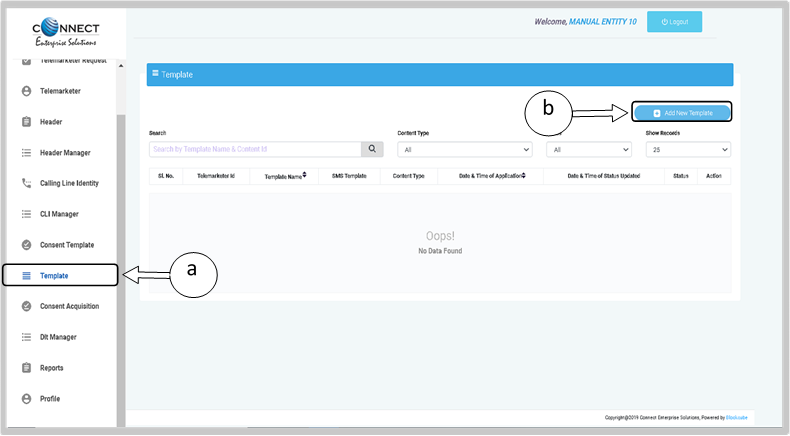 CONNECT
Enterprise Solutions
Welcome, MANUAL ENTITY 10
Logout
Telemarketer Request
Telemarketer
Header
Header Manager
Calling Line Identity
CLI Manager
Consent Template
Template
Consent Acquisition
Dlt Manager
Reports
Profile
a
Template
b
Add New Template
Search
Content Type
Show Records
Search by Template Name & Content Id
All
All
25
Sl. No.
Telemarketer Id
Template Name
SMS Template
Content Type
Date & Time of Application
Date & Time of Status Updated
Status
Action
Oops!
No Data Found
Copyright@2019 Connect Enterprise Solutions, Powered by Blockcube